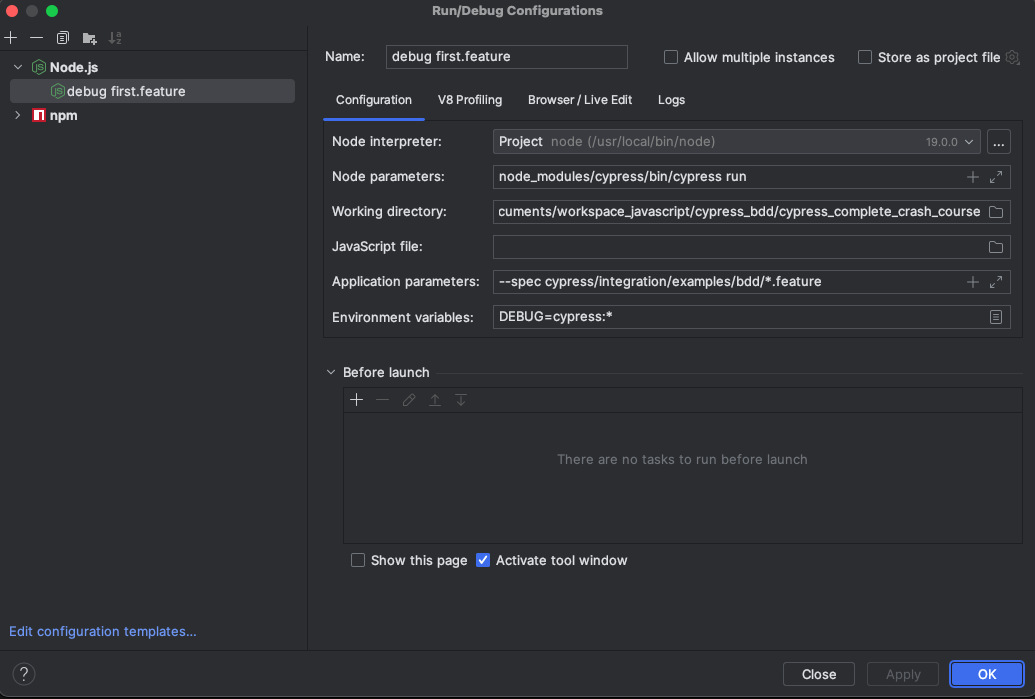 Run/Debug Configurations
Node.js
debug first.feature
npm
Name: debug first.feature Allow multiple instances Store as project file
Configuration V8 Profiling Browser / Live Edit Logs
Node interpreter: Project node (/usr/local/bin/node) 19.0.0 ...
Node parameters: node_modules/cypress/bin/cypress run
Working directory: cuments/workspace_javascript/cypress_bdd/cypress_complete_crash_course
JavaScript file:
Application parameters: --spec cypress/integration/examples/bdd/*.feature
Environment variables: DEBUG=cypress:*
Before launch
There are no tasks to run before launch
Show this page Activate tool window
Edit configuration templates...
? Close Apply OK